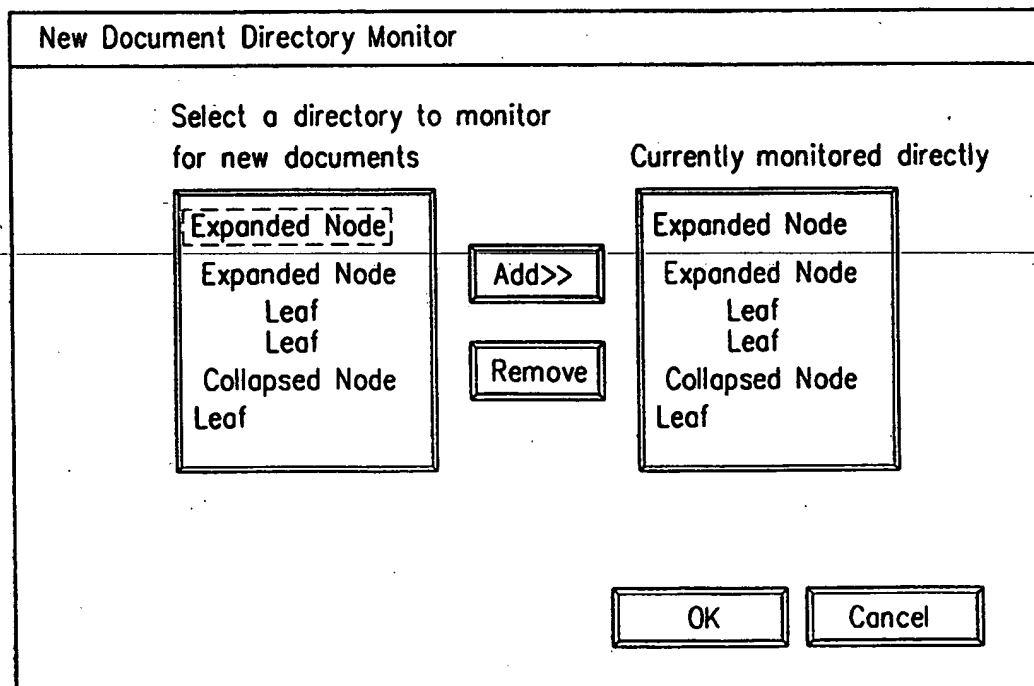 New Document Directory Monitor
Select a directory to monitor
for new documents
Currently monitored directly
Expanded Node
Expanded Node
Leaf
Leaf
Collapsed Node
Leaf
Add>>
Remove
Expanded Node
Expanded Node
Leaf
Leaf
Collapsed Node
Leaf
OK
Cancel